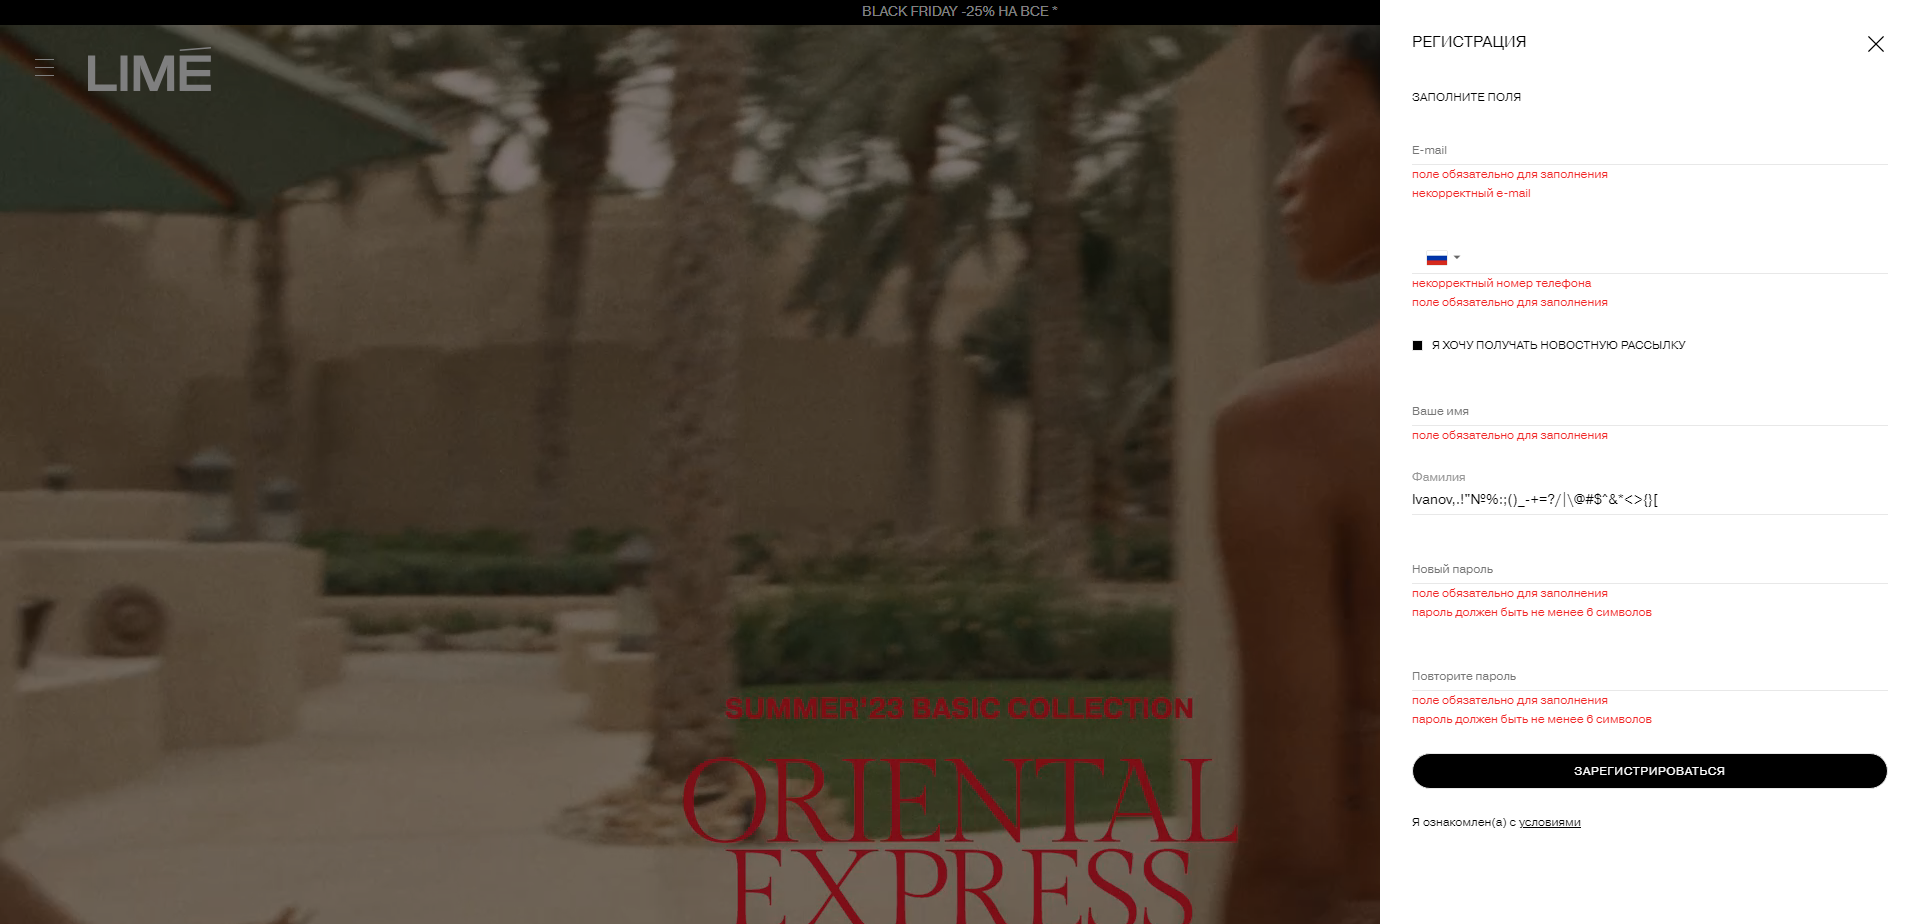 BLACK FRIDAY -25% НА ВСЕ *
LIMÉ
SUMMER'23 BASIC COLLECTION
ORIENTAL
EXPRESS
РЕГИСТРАЦИЯ
ЗАПОЛНИТЕ ПОЛЯ
E-mail
поле обязательно для заполнения
некорректный e-mail
некорректный номер телефона
поле обязательно для заполнения
Я ХОЧУ ПОЛУЧАТЬ НОВОСТНУЮ РАССЫЛКУ
Ваше имя
поле обязательно для заполнения
Фамилия
Ivanov,.!"№%:;()_-+=?/|\@#$^&*<>{}[
Новый пароль
поле обязательно для заполнения
пароль должен быть не менее 6 символов
Повторите пароль
поле обязательно для заполнения
пароль должен быть не менее 6 символов
ЗАРЕГИСТРИРОВАТЬСЯ
Я ознакомлен(а) с условиями